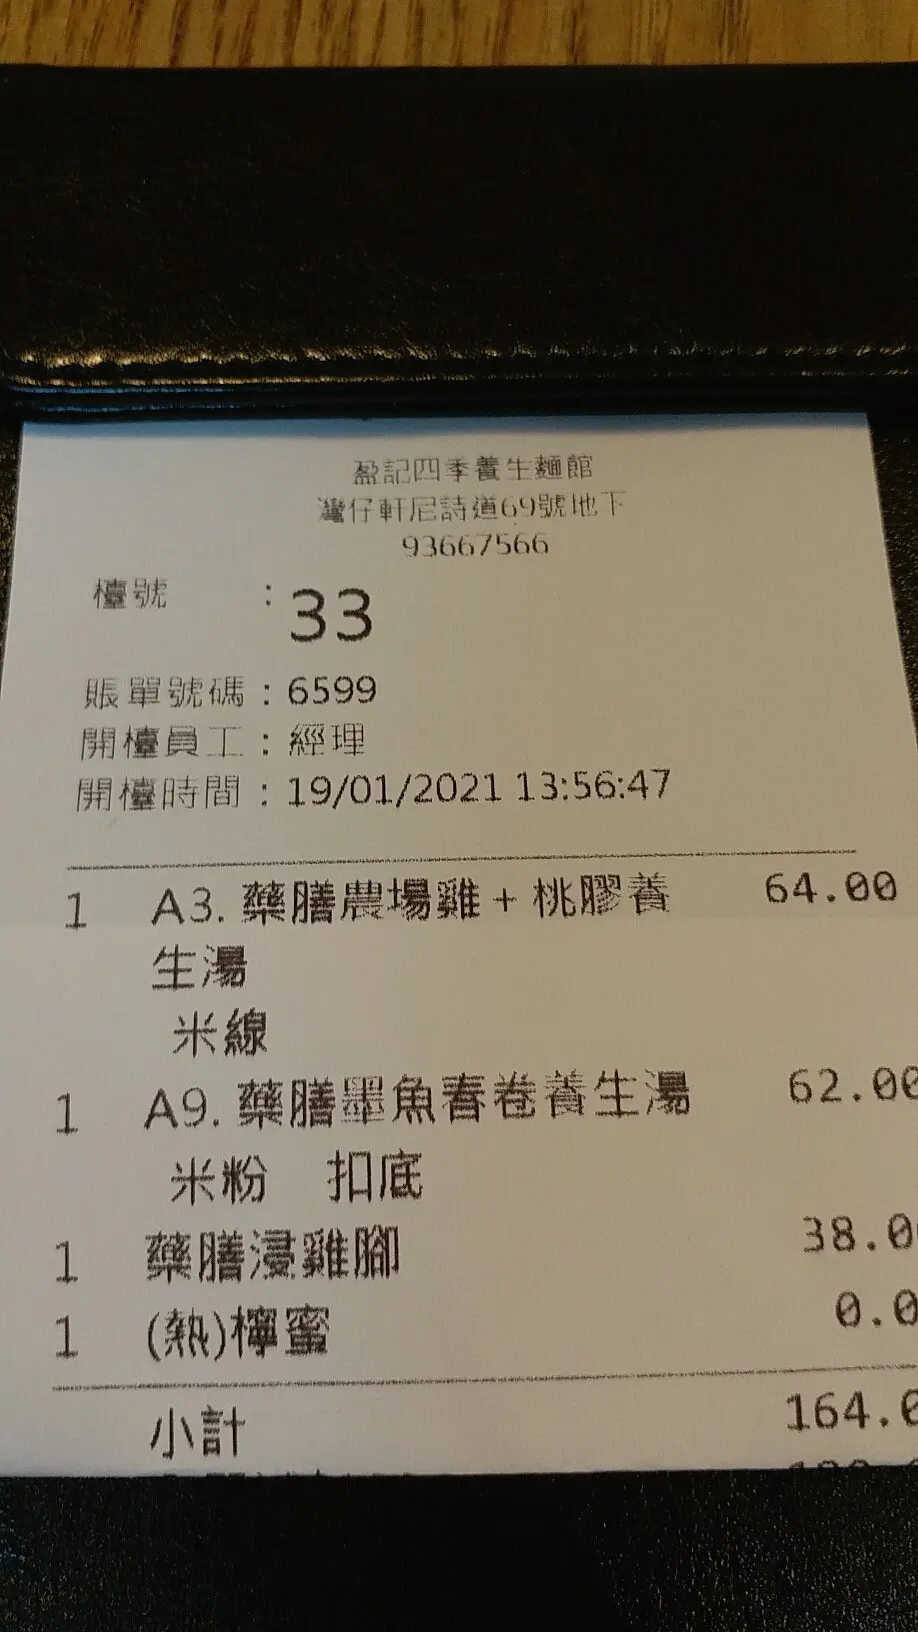 盈記四季養生麵館
灣仔軒尼詩道69號地下
93667566
檯號 : 33
賬單號碼 : 6599
開檯員工 : 經理
開檯時間 : 19/01/2021 13:56:47
1 A3. 藥膳農場雞 + 桃膠養 64.00
生湯
米線
1 A9. 藥膳墨魚春卷養生湯 62.00
米粉 扣底
1 藥膳浸雞腳 38.0
1 (熱)檸蜜 0.0
小計 164.0